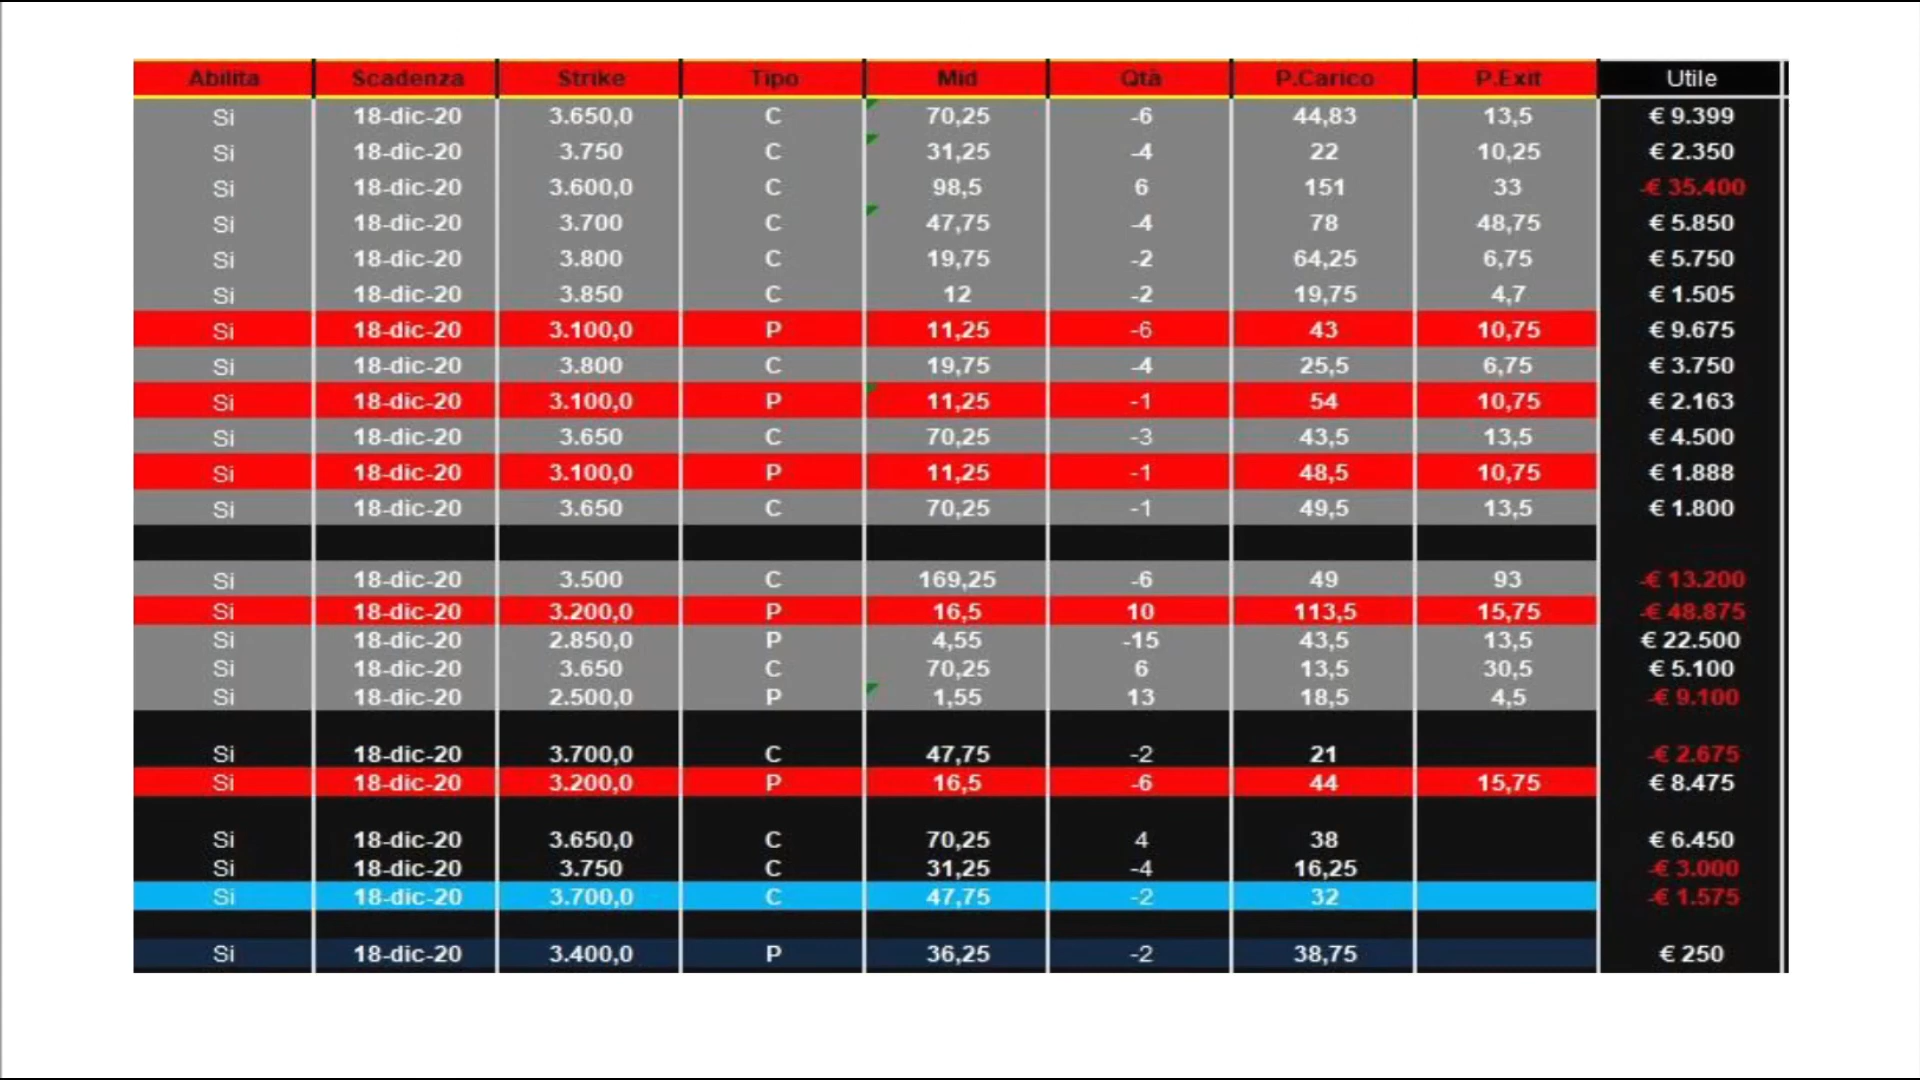 Abilita Scadenza Strike Tipo Mid Qtà P.Carico P.Exit Utile
Si 18-dic-20 3.650,0 C 70,25 -6 44,83 13,5 € 9.399
Si 18-dic-20 3.750 C 31,25 -4 22 10,25 € 2.350
Si 18-dic-20 3.600,0 C 98,5 6 151 33 -€ 35.400
Si 18-dic-20 3.700 C 47,75 -4 78 48,75 € 5.850
Si 18-dic-20 3.800 C 19,75 -2 64,25 6,75 € 5.750
Si 18-dic-20 3.850 C 12 -2 19,75 4,7 € 1.505
Si 18-dic-20 3.100,0 P 11,25 -6 43 10,75 € 9.675
Si 18-dic-20 3.800 C 19,75 -4 25,5 6,75 € 3.750
Si 18-dic-20 3.100,0 P 11,25 -1 54 10,75 € 2.163
Si 18-dic-20 3.650 C 70,25 -3 43,5 13,5 € 4.500
Si 18-dic-20 3.100,0 P 11,25 -1 48,5 10,75 € 1.888
Si 18-dic-20 3.650 C 70,25 -1 49,5 13,5 € 1.800
Si 18-dic-20 3.500 C 169,25 -6 49 93 -€ 13.200
Si 18-dic-20 3.200,0 P 16,5 10 113,5 15,75 -€ 48.875
Si 18-dic-20 2.850,0 P 4,55 -15 43,5 13,5 € 22.500
Si 18-dic-20 3.650 C 70,25 6 13,5 30,5 € 5.100
Si 18-dic-20 2.500,0 P 1,55 13 18,5 4,5 -€ 9.100
Si 18-dic-20 3.700,0 C 47,75 -2 21 -€ 2.675
Si 18-dic-20 3.200,0 P 16,5 -6 44 15,75 € 8.475
Si 18-dic-20 3.650,0 C 70,25 4 38 € 6.450
Si 18-dic-20 3.750 C 31,25 -4 16,25 -€ 3.000
Si 18-dic-20 3.700,0 C 47,75 -2 32 -€ 1.575
Si 18-dic-20 3.400,0 P 36,25 -2 38,75 € 250